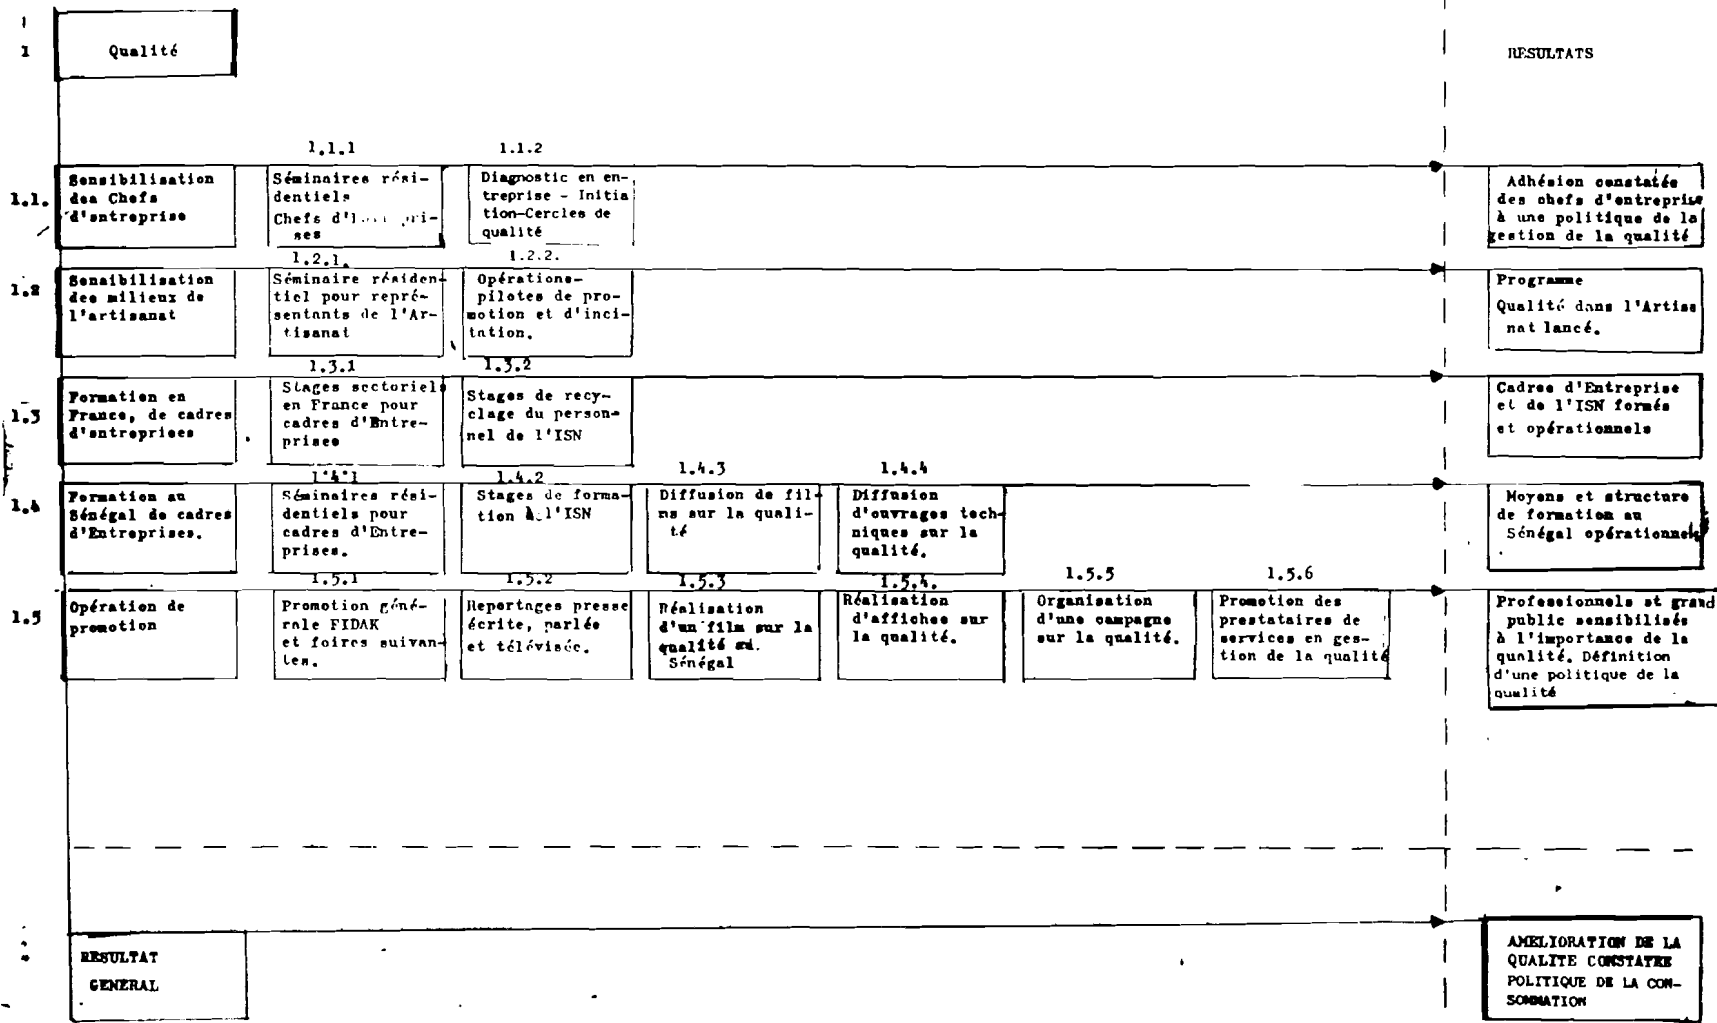 1
Qualité
RESULTATS
1.1.1
1.1.2
1.1.
Sensibilisation
des Chefs
d'entreprise
Séminaires rési-
dentiels
Chefs
ses
Diagnostic en en-
treprise - Initia
tion-Cercles de
qualité
Adhésion constatée
des chefs d'entreprise
à une politique de la
gestion de la qualité
1.2.1.
1.2.2.
1.2
Sensibilisation
des milieux de
l'artisanat
Séminaire résiden-
tiel pour repré-
sentants de l'Ar-
tisanat
Opérations-
pilotes de pro-
motion et d'inci-
tation.
Programme
Qualité dans l'Artisa
nat lancé.
1.3.1
1.3.2
1.3
Formation en
France, de cadres
d'entreprises
Stages sectoriels
en France pour
cadres d'Entre-
prises
Stages de recy-
clage du person-
nel de l'ISN
Cadres d'Entreprise
et de l'ISN formés
et opérationnels
1.4.1
1.4.2
1.4.3
1.4.4
1.4
Formation au
Sénégal de cadres
d'Entreprises.
Séminaires rési-
dentiels pour
cadres d'Entre-
prises.
Stages de forma-
tion à l'ISN
Diffusion de fil-
ms sur la quali-
té
Diffusion
d'ouvrages tech-
niques sur la
qualité.
Moyens et structure
de formation au
Sénégal opérationnels
1.5.1
1.5.2
1.5.3
1.5.4.
1.5.5
1.5.6
1.5
Opération de
promotion
Promotion géné-
rale FIDAK
et foires suivan-
tes.
Reportages presse
écrite, parlée
et télévisée.
Réalisation
d'un film sur la
qualité au.
Sénégal
Réalisation
d'affiches sur
la qualité.
Organisation
d'une campagne
sur la qualité.
Promotion des
prestataires de
services en ges-
tion de la qualité
Professionnels et grand
public sensibilisés
à l'importance de la
qualité. Définition
d'une politique de la
qualité
RESULTAT
GENERAL
AMELIORATION DE LA
QUALITE CONSTATEE
POLITIQUE DE LA CON-
SOMMATION